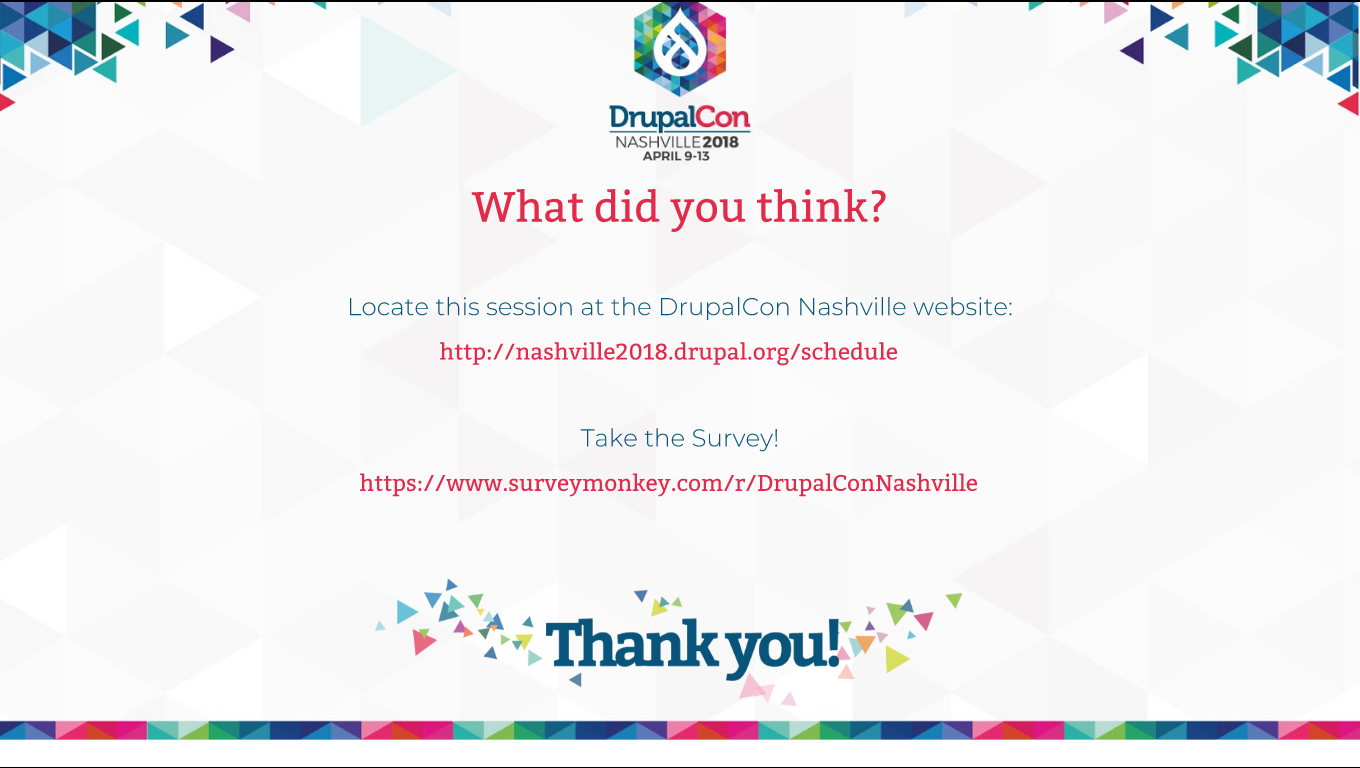 DrupalCon
NASHVILLE 2018
APRIL 9-13
What did you think?
Locate this session at the DrupalCon Nashville website:
http://nashville2018.drupal.org/schedule
Take the Survey!
https://www.surveymonkey.com/r/DrupalConNashville
Thank you!